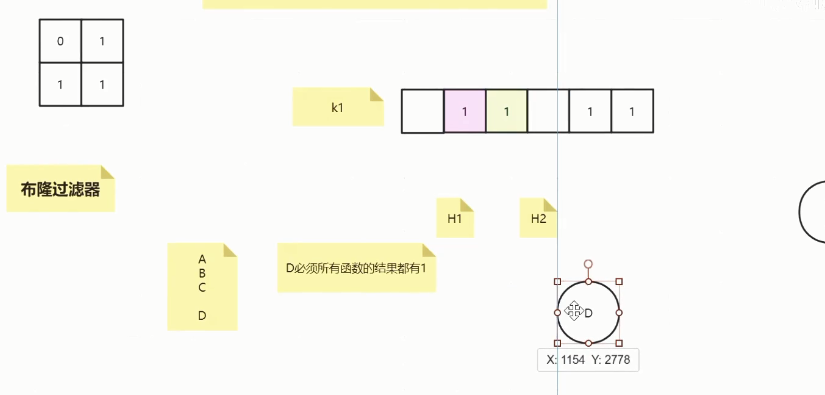 0 1
1 1
k1
1 1 1 1
布隆过滤器
H1
H2
A
B
C
D
D必须所有函数的结果都有1
D
X: 1154 Y: 2778